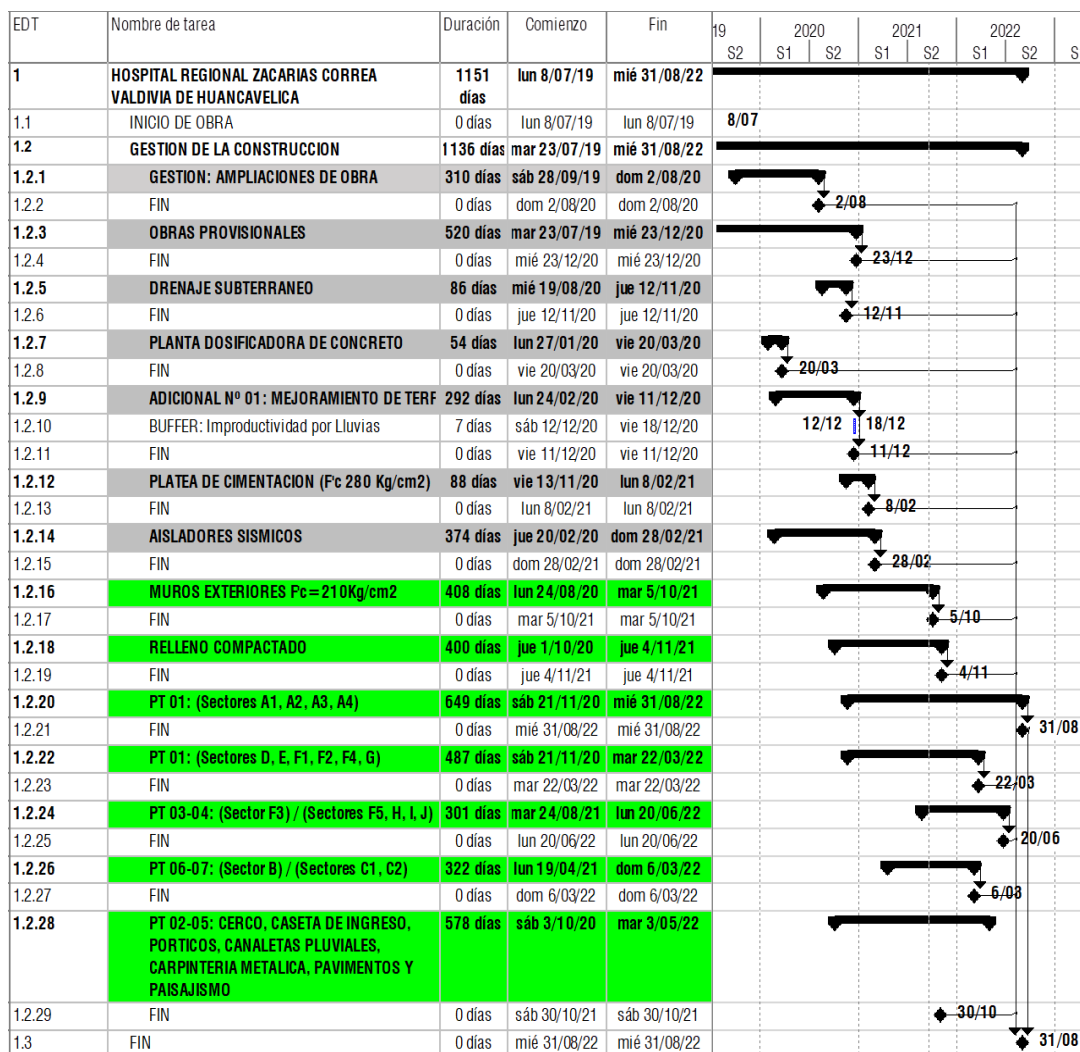 EDT Nombre de tarea Duración Comienzo Fin 19 2020 2021 2022
S2 S1 S2 S1 S2 S1 S2 S
1 HOSPITAL REGIONAL ZACARIAS CORREA 1151 lun 8/07/19 mié 31/08/22
VALDIVIA DE HUANCAVELICA días
1.1 INICIO DE OBRA 0 días lun 8/07/19 lun 8/07/19 8/07
1.2 GESTION DE LA CONSTRUCCION 1136 días mar 23/07/19 mié 31/08/22
1.2.1 GESTION: AMPLIACIONES DE OBRA 310 días sáb 28/09/19 dom 2/08/20
1.2.2 FIN 0 días dom 2/08/20 dom 2/08/20 2/08
1.2.3 OBRAS PROVISIONALES 520 días mar 23/07/19 mié 23/12/20
1.2.4 FIN 0 días mié 23/12/20 mié 23/12/20 23/12
1.2.5 DRENAJE SUBTERRANEO 86 días mié 19/08/20 jue 12/11/20
1.2.6 FIN 0 días jue 12/11/20 jue 12/11/20 12/11
1.2.7 PLANTA DOSIFICADORA DE CONCRETO 54 días lun 27/01/20 vie 20/03/20
1.2.8 FIN 0 días vie 20/03/20 vie 20/03/20 20/03
1.2.9 ADICIONAL Nº 01: MEJORAMIENTO DE TERF 292 días lun 24/02/20 vie 11/12/20
1.2.10 BUFFER: Improductividad por Lluvias 7 días sáb 12/12/20 vie 18/12/20 12/12 18/12
1.2.11 FIN 0 días vie 11/12/20 vie 11/12/20 11/12
1.2.12 PLATEA DE CIMENTACION (F'c 280 Kg/cm2) 88 días vie 13/11/20 lun 8/02/21
1.2.13 FIN 0 días lun 8/02/21 lun 8/02/21 8/02
1.2.14 AISLADORES SISMICOS 374 días jue 20/02/20 dom 28/02/21
1.2.15 FIN 0 días dom 28/02/21 dom 28/02/21 28/02
1.2.16 MUROS EXTERIORES F'c=210Kg/cm2 408 días lun 24/08/20 mar 5/10/21
1.2.17 FIN 0 días mar 5/10/21 mar 5/10/21 5/10
1.2.18 RELLENO COMPACTADO 400 días jue 1/10/20 jue 4/11/21
1.2.19 FIN 0 días jue 4/11/21 jue 4/11/21 4/11
1.2.20 PT 01: (Sectores A1, A2, A3, A4) 649 días sáb 21/11/20 mié 31/08/22
1.2.21 FIN 0 días mié 31/08/22 mié 31/08/22 31/08
1.2.22 PT 01: (Sectores D, E, F1, F2, F4, G) 487 días sáb 21/11/20 mar 22/03/22
1.2.23 FIN 0 días mar 22/03/22 mar 22/03/22 22/03
1.2.24 PT 03-04: (Sector F3) / (Sectores F5, H, I, J) 301 días mar 24/08/21 lun 20/06/22
1.2.25 FIN 0 días lun 20/06/22 lun 20/06/22 20/06
1.2.26 PT 06-07: (Sector B) / (Sectores C1, C2) 322 días lun 19/04/21 dom 6/03/22
1.2.27 FIN 0 días dom 6/03/22 dom 6/03/22 6/03
1.2.28 PT 02-05: CERCO, CASETA DE INGRESO, 578 días sáb 3/10/20 mar 3/05/22
PORTICOS, CANALETAS PLUVIALES,
CARPINTERIA METALICA, PAVIMENTOS Y
PAISAJISMO
1.2.29 FIN 0 días sáb 30/10/21 sáb 30/10/21 30/10
1.3 FIN 0 días mié 31/08/22 mié 31/08/22 31/08